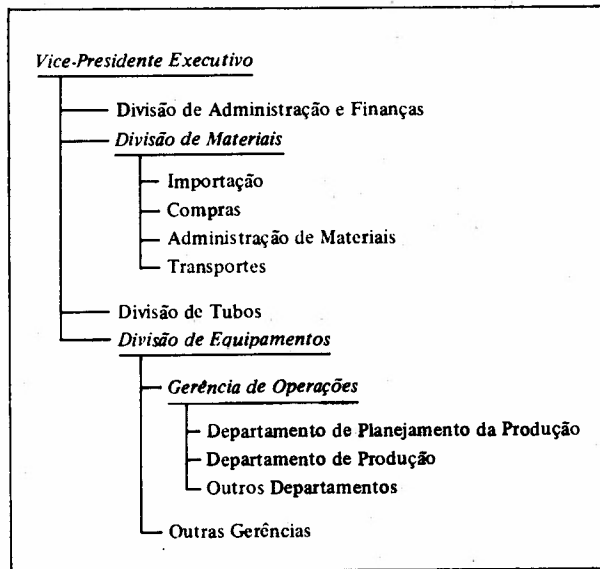 Vice-Presidente Executivo
Divisão de Administração e Finanças
Divisão de Materiais
Importação
Compras
Administração de Materiais
Transportes
Divisão de Tubos
Divisão de Equipamentos
Gerência de Operações
Departamento de Planejamento da Produção
Departamento de Produção
Outros Departamentos
Outras Gerências